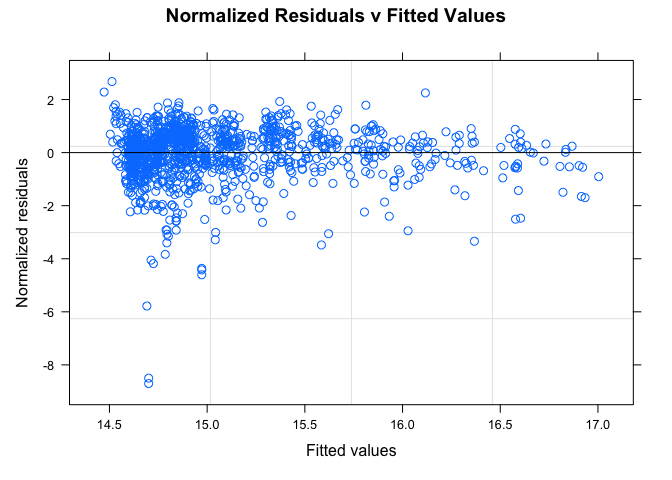 Normalized Residuals v Fitted Values
Normalized residuals
2
0
-2
-4
-6
-8
14.5 15.0 15.5 16.0 16.5 17.0
Fitted values